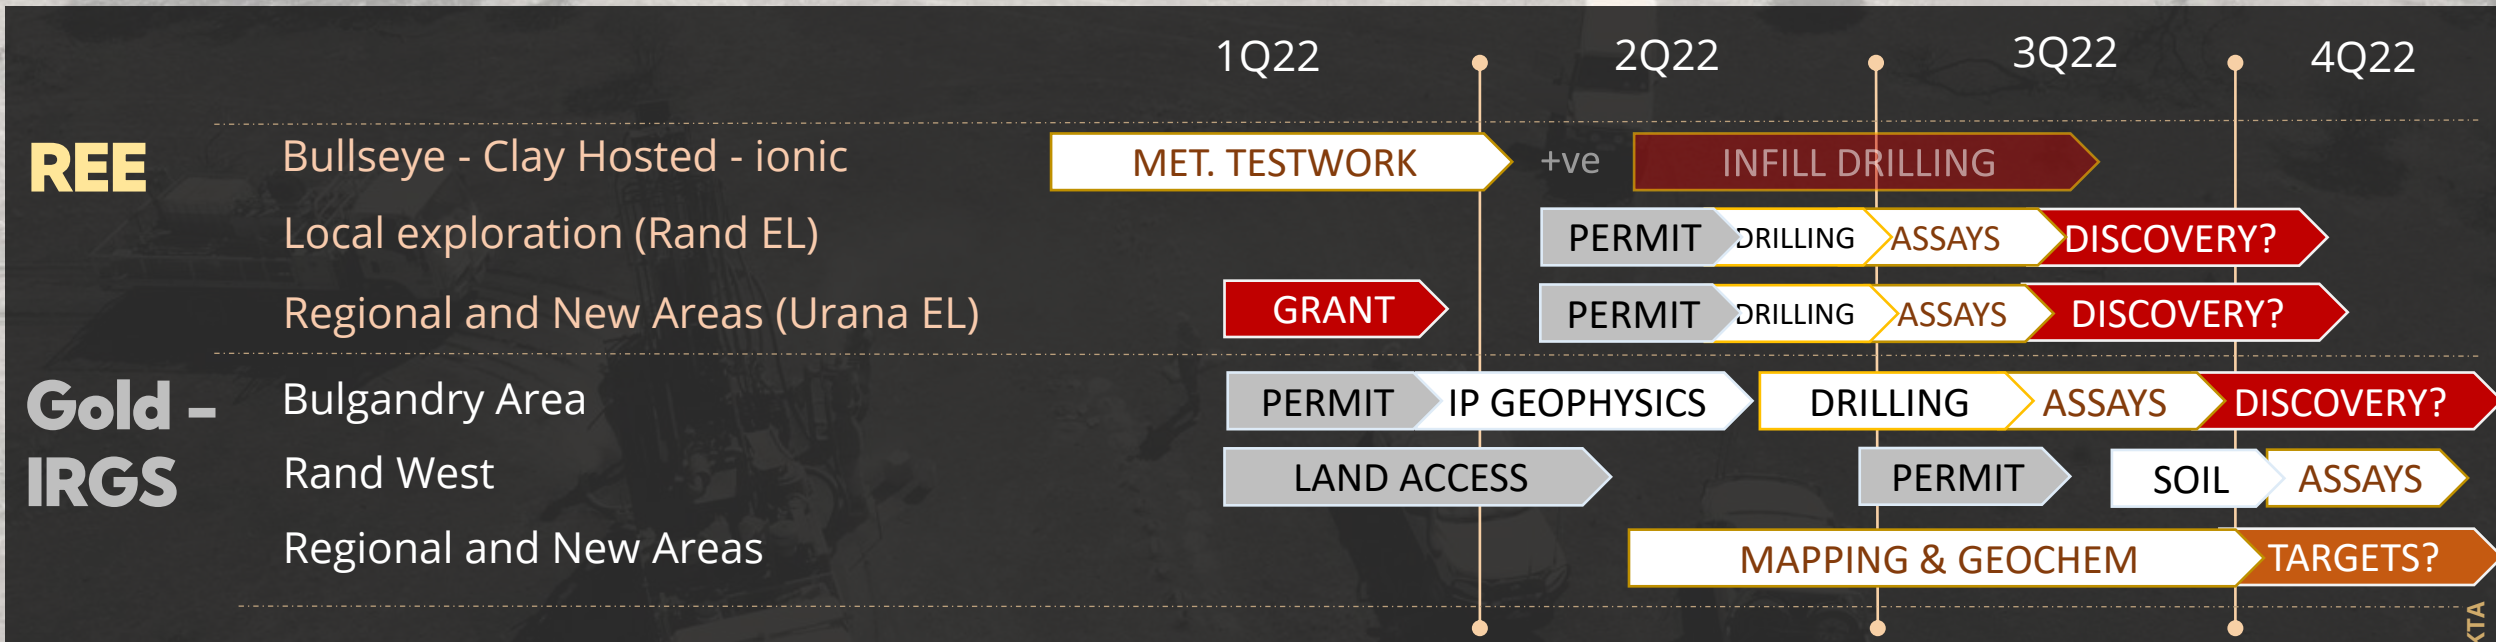 1Q22 2Q22 3Q22 4Q22
REE
Bullseye - Clay Hosted - ionic MET. TESTWORK +ve INFILL DRILLING
Local exploration (Rand EL) PERMIT DRILLING ASSAYS DISCOVERY?
Regional and New Areas (Urana EL) GRANT PERMIT DRILLING ASSAYS DISCOVERY?
Gold –
IRGS
Bulgandry Area PERMIT IP GEOPHYSICS DRILLING ASSAYS DISCOVERY?
Rand West LAND ACCESS PERMIT SOIL ASSAYS
Regional and New Areas MAPPING & GEOCHEM TARGETS?